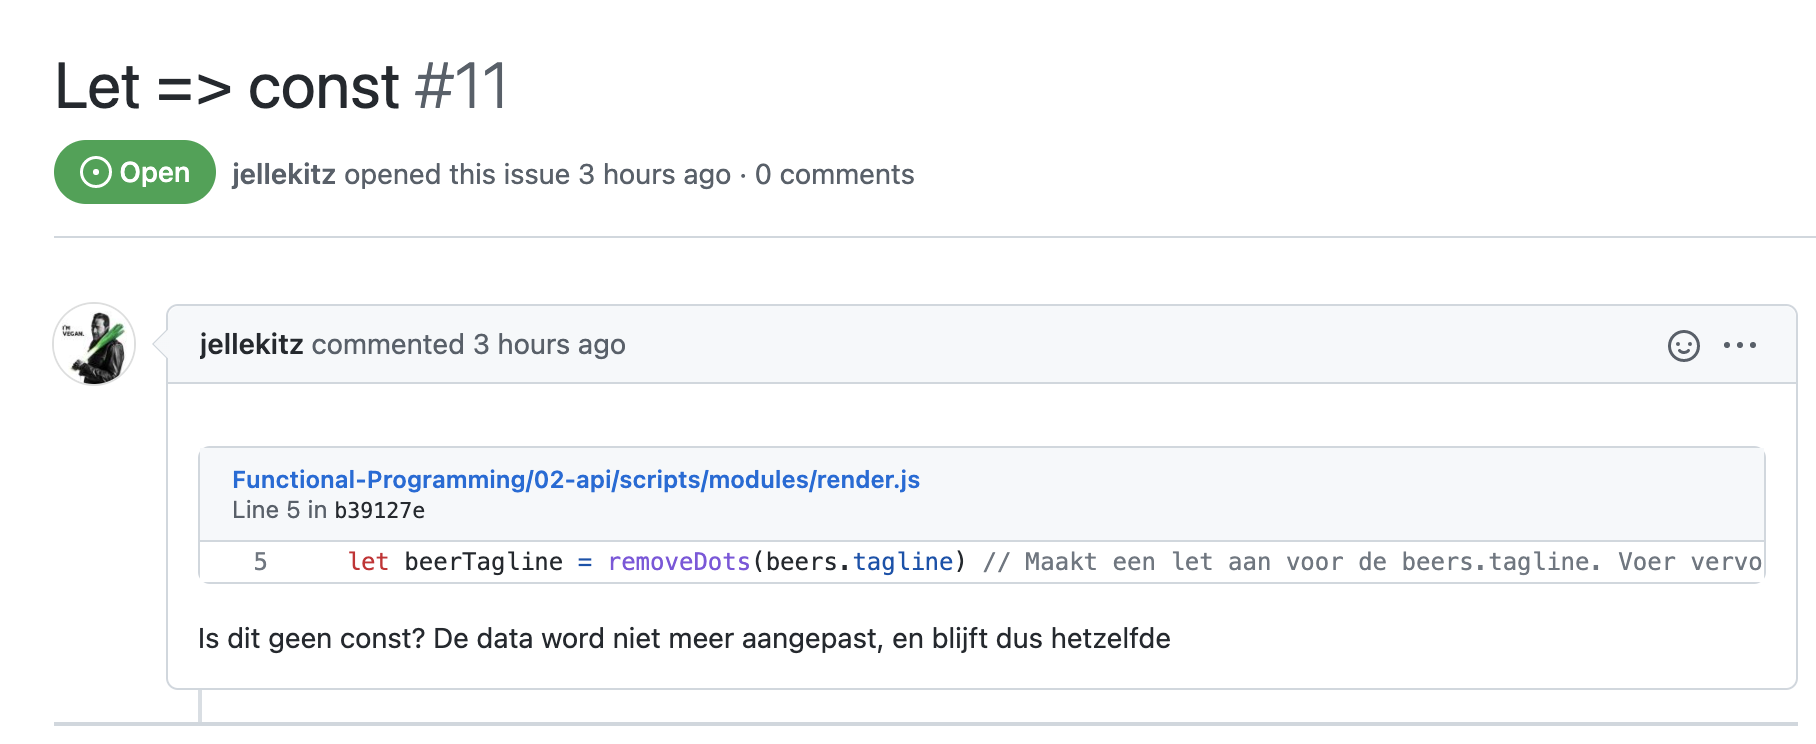 Let => const #11
Open
jellekitz opened this issue 3 hours ago · 0 comments
I'M
VEGAN.
jellekitz commented 3 hours ago
Functional-Programming/02-api/scripts/modules/render.js
Line 5 in b39127e
5 let beerTagline = removeDots(beers.tagline) // Maakt een let aan voor de beers.tagline. Voer vervo
Is dit geen const? De data word niet meer aangepast, en blijft dus hetzelfde